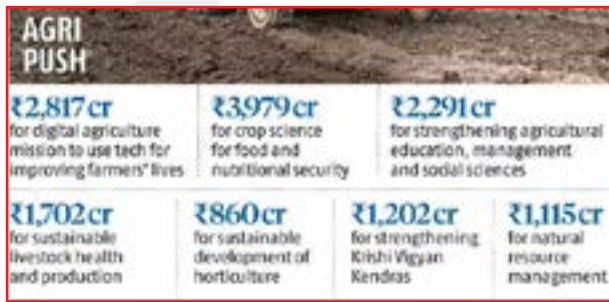 AGRI
PUSH
₹2,817 cr
for digital agriculture
mission to use tech for
improving farmers' lives
₹3,979 cr
for crop science
for food and
nutritional security
₹2,291 cr
for strengthening agricultural
education, management
and social sciences
₹1,702 cr
for sustainable
livestock health
and production
₹860 cr
for sustainable
development of
horticulture
₹1,202 cr
for strengthening
Krishi Vigyan
Kendras
₹1,115 cr
for natural
resource
management